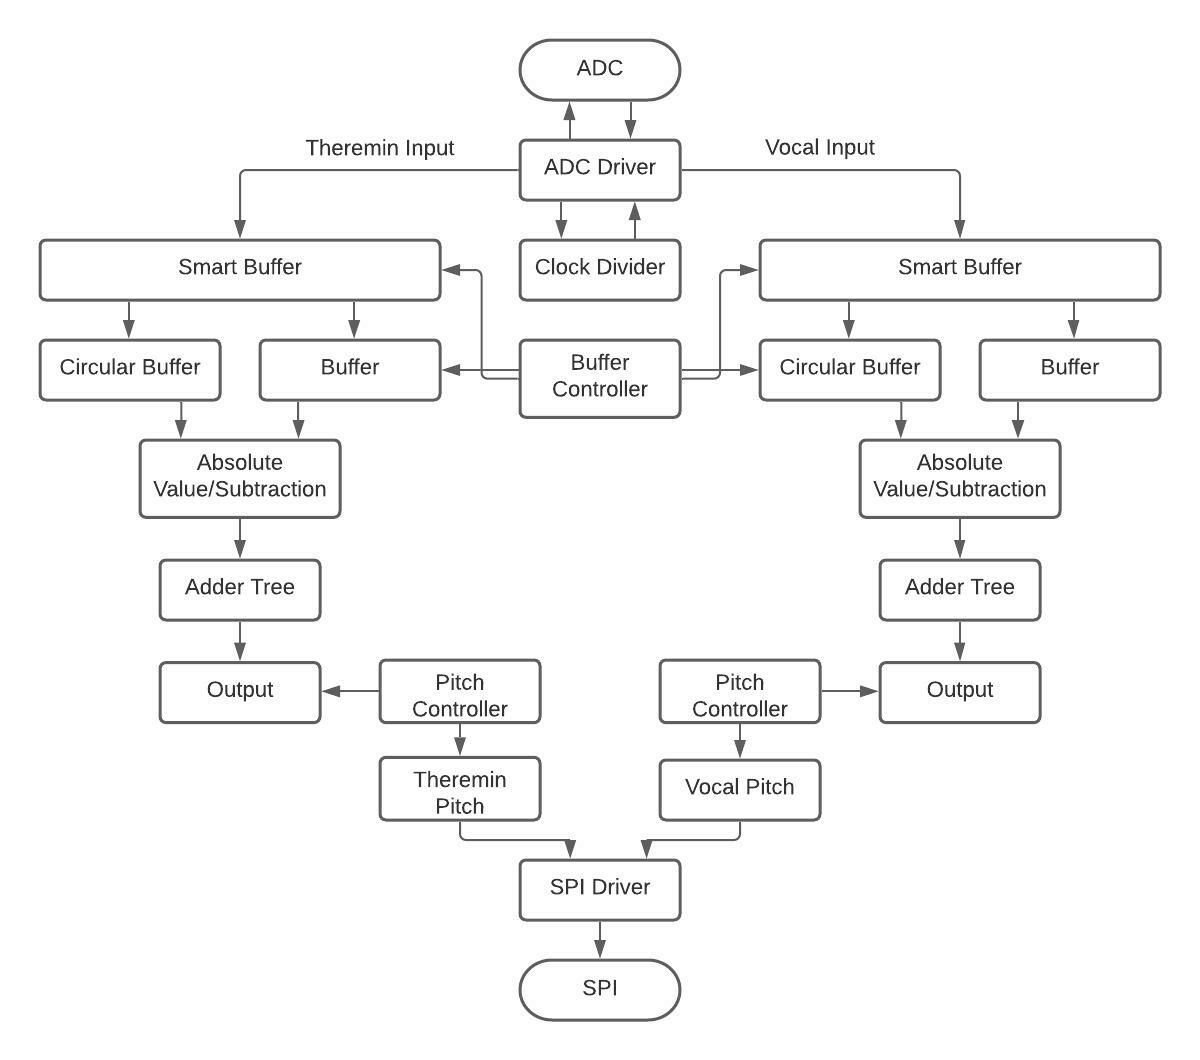 ADC
Theremin Input
Vocal Input
ADC Driver
Smart Buffer
Clock Divider
Smart Buffer
Circular Buffer
Buffer
Buffer
Controller
Circular Buffer
Buffer
Absolute
Value/Subtraction
Absolute
Value/Subtraction
Adder Tree
Adder Tree
Output
Pitch
Controller
Pitch
Controller
Output
Theremin
Pitch
Vocal Pitch
SPI Driver
SPI